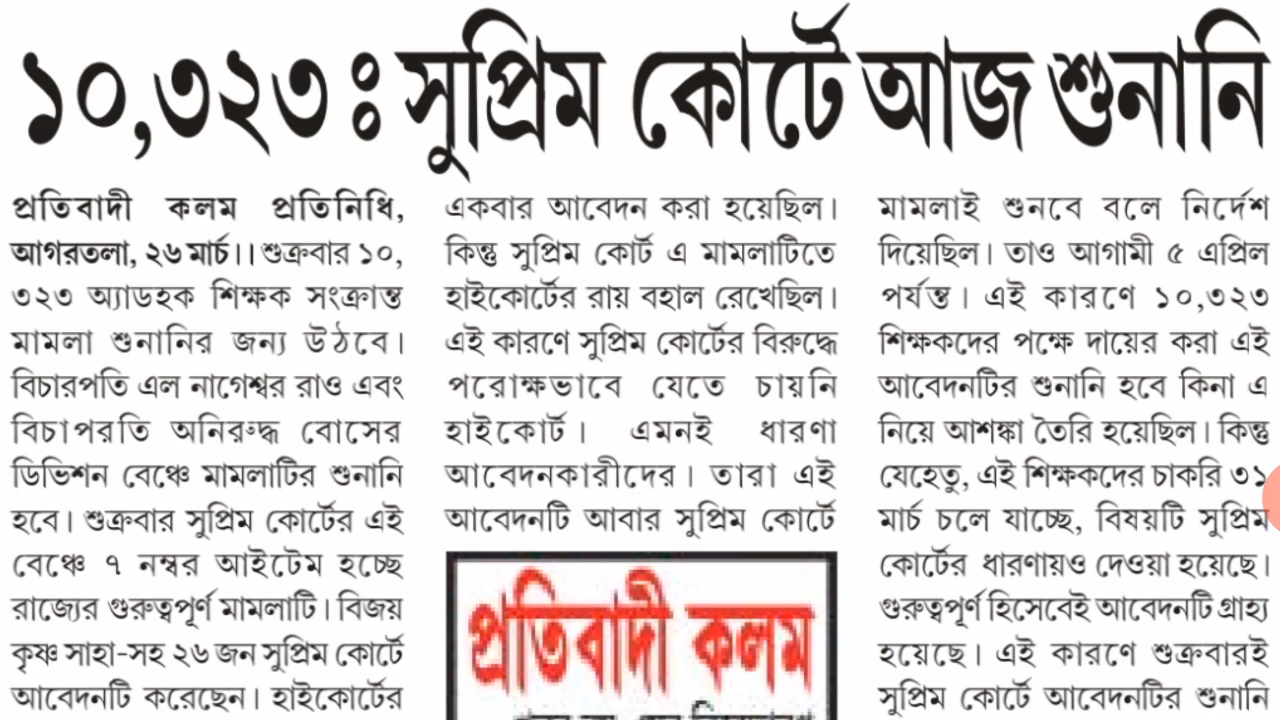 ১০,৩২৩ঃ সুপ্রিম কোর্টে আজ শুনানি
প্রতিবাদী কলম প্রতিনিধি,
আগরতলা, ২৬ মার্চ।। শুক্রবার ১০,
৩২৩ অ্যাডহক শিক্ষক সংক্রান্ত
মামলা শুনানির জন্য উঠবে।
বিচারপতি এল নাগেশ্বর রাও এবং
বিচাপরতি অনিরুদ্ধ বোসের
ডিভিশন বেঞ্চে মামলাটির শুনানি
হবে। শুক্রবার সুপ্রিম কোর্টের এই
বেঞ্চে ৭ নম্বর আইটেম হচ্ছে
রাজ্যের গুরুত্বপূর্ণ মামলাটি। বিজয়
কৃষ্ণ সাহা-সহ ২৬ জন সুপ্রিম কোর্টে
আবেদনটি করেছেন। হাইকোর্টের
একবার আবেদন করা হয়েছিল।
কিন্তু সুপ্রিম কোর্ট এ মামলাটিতে
হাইকোর্টের রায় বহাল রেখেছিল।
এই কারণে সুপ্রিম কোর্টের বিরুদ্ধে
পরোক্ষভাবে যেতে চায়নি
হাইকোর্ট। এমনই ধারণা
আবেদনকারীদের। তারা এই
আবেদনটি আবার সুপ্রিম কোর্টে
প্রতিবাদী কলম
মামলাই শুনবে বলে নির্দেশ
দিয়েছিল। তাও আগামী ৫ এপ্রিল
পর্যন্ত। এই কারণে ১০,৩২৩
শিক্ষকদের পক্ষে দায়ের করা এই
আবেদনটির শুনানি হবে কিনা এ
নিয়ে আশঙ্কা তৈরি হয়েছিল। কিন্তু
যেহেতু, এই শিক্ষকদের চাকরি ৩১
মার্চ চলে যাচ্ছে, বিষয়টি সুপ্রিম
কোর্টের ধারণায়ও দেওয়া হয়েছে।
গুরুত্বপূর্ণ হিসেবেই আবেদনটি গ্রাহ্য
হয়েছে। এই কারণে শুক্রবারই
সুপ্রিম কোর্টে আবেদনটির শুনানি